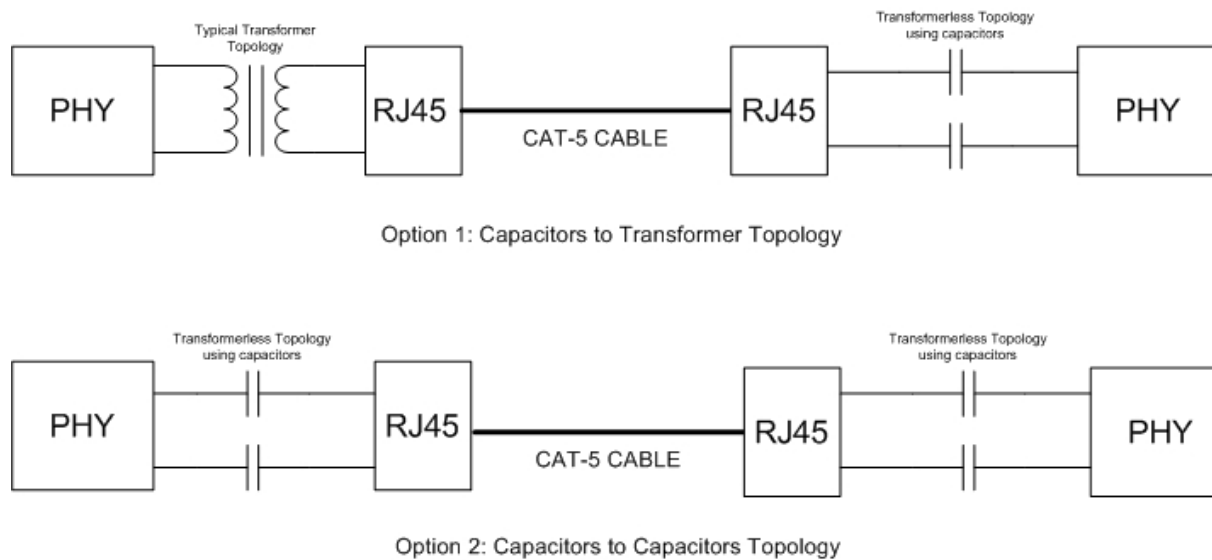 Typical Transformer
Topology
Transformerless Topology
using capacitors
PHY
RJ45
CAT-5 CABLE
RJ45
PHY
Option 1: Capacitors to Transformer Topology
Transformerless Topology
using capacitors
Transformerless Topology
using capacitors
PHY
RJ45
CAT-5 CABLE
RJ45
PHY
Option 2: Capacitors to Capacitors Topology